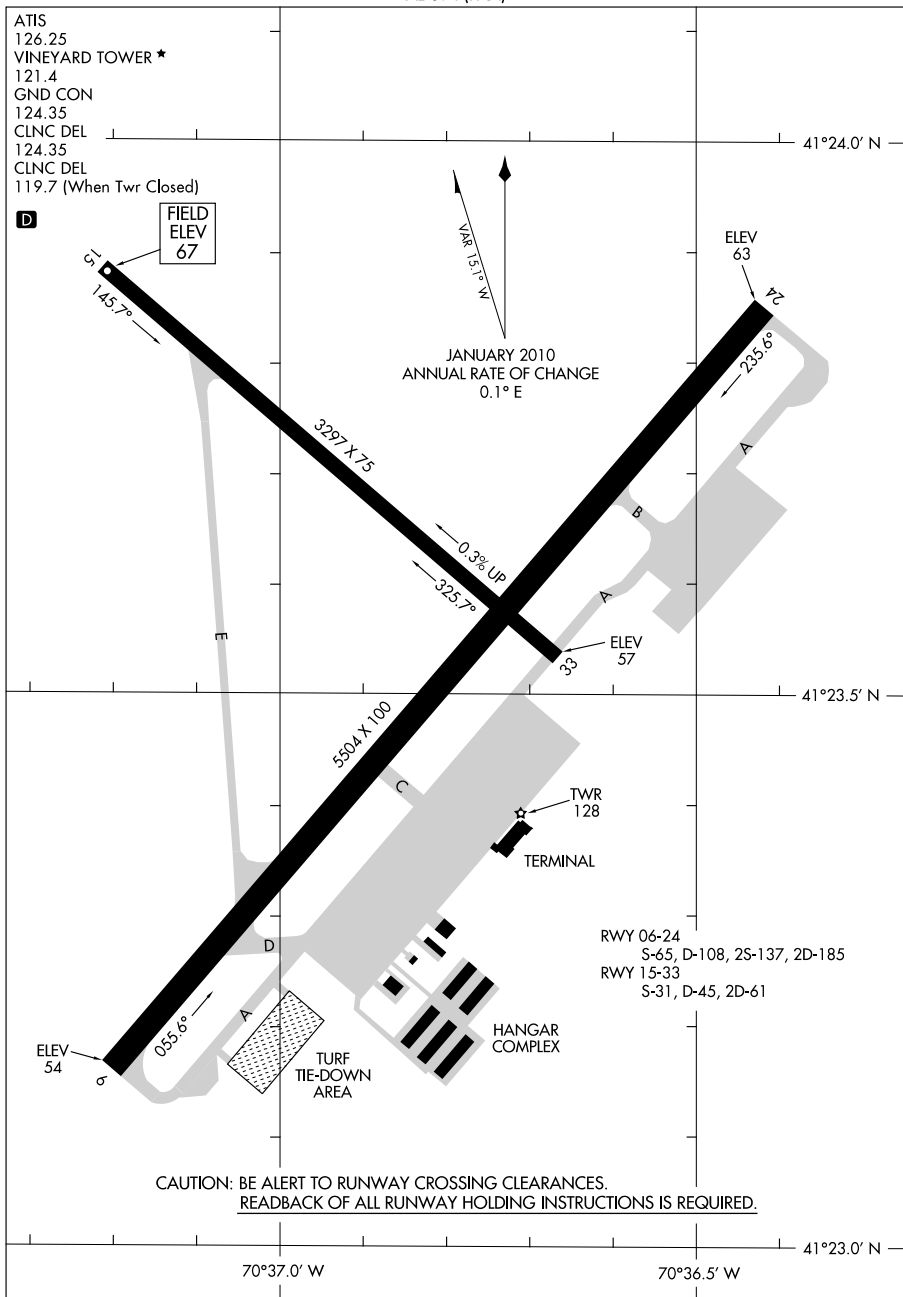 ATIS
126.25
VINEYARD TOWER ★
121.4
GND CON
124.35
CLNC DEL
124.35
CLNC DEL
119.7 (When Twr Closed)
D
FIELD
ELEV
67
15
145.7°
VAR 15.1° W
JANUARY 2010
ANNUAL RATE OF CHANGE
0.1° E
41°24.0' N
ELEV
63
24
235.6°
A
3297 X 75
B
0.3% UP
325.7°
A
E
ELEV
57
33
41°23.5' N
5504 X 100
C
TWR
128
TERMINAL
D
RWY 06-24
S-65, D-108, 2S-137, 2D-185
RWY 15-33
S-31, D-45, 2D-61
055.6°
A
ELEV
54
6
TURF
TIE-DOWN
AREA
HANGAR
COMPLEX
CAUTION: BE ALERT TO RUNWAY CROSSING CLEARANCES.
READBACK OF ALL RUNWAY HOLDING INSTRUCTIONS IS REQUIRED.
41°23.0' N
70°37.0' W
70°36.5' W